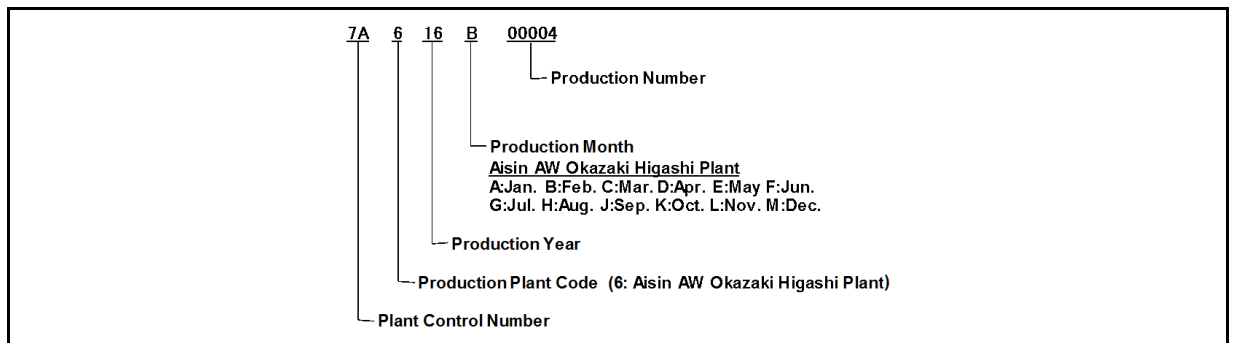 7A 6 16 B 00004
Production Number
Production Month
Aisin AW Okazaki Higashi Plant
A:Jan. B:Feb. C:Mar. D:Apr. E:May F:Jun.
G:Jul. H:Aug. J:Sep. K:Oct. L:Nov. M:Dec.
Production Year
Production Plant Code (6: Aisin AW Okazaki Higashi Plant)
Plant Control Number